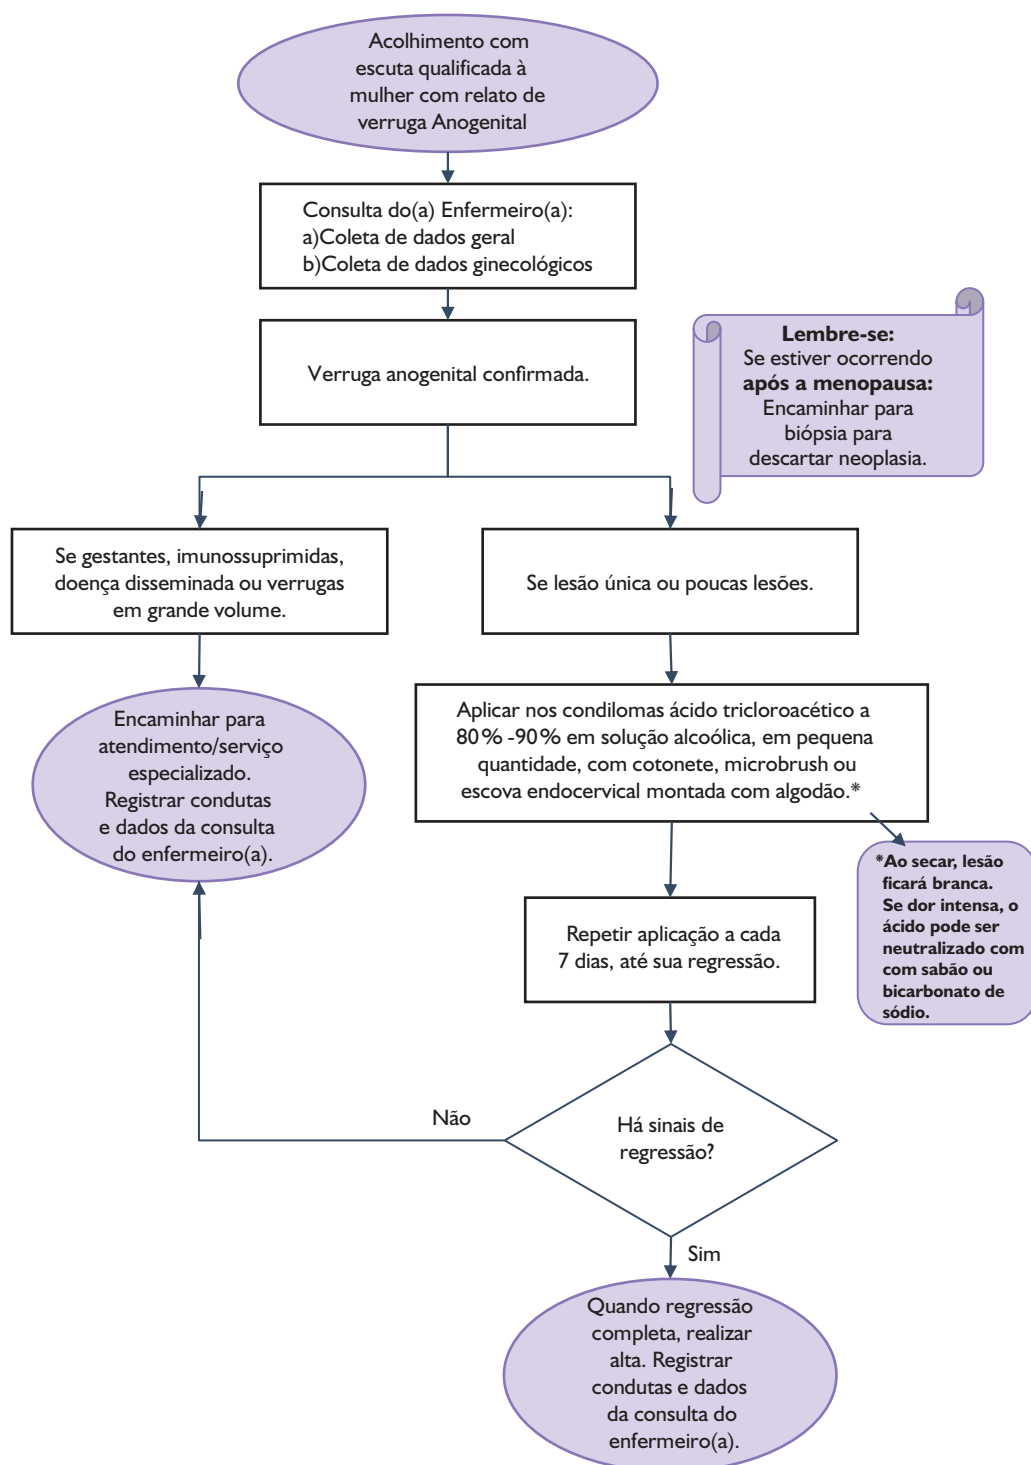 Acolhimento com
escuta qualificada à
mulher com relato de
verruga Anogenital
Consulta do(a) Enfermeiro(a):
a)Coleta de dados geral
b)Coleta de dados ginecológicos
Verruga anogenital confirmada.
Lembre-se:
Se estiver ocorrendo
após a menopausa:
Encaminhar para
biópsia para
descartar neoplasia.
Se gestantes, imunossuprimidas,
doença disseminada ou verrugas
em grande volume.
Se lesão única ou poucas lesões.
Encaminhar para
atendimento/serviço
especializado.
Registrar condutas
e dados da consulta
do enfermeiro(a).
Aplicar nos condilomas ácido tricloroacético a
80% -90% em solução alcoólica, em pequena
quantidade, com cotonete, microbrush ou
escova endocervical montada com algodão.*
*Ao secar, lesão
ficará branca.
Se dor intensa, o
ácido pode ser
neutralizado com
com sabão ou
bicarbonato de
sódio.
Repetir aplicação a cada
7 dias, até sua regressão.
Há sinais de
regressão?
Não
Sim
Quando regressão
completa, realizar
alta. Registrar
condutas e dados
da consulta do
enfermeiro(a).